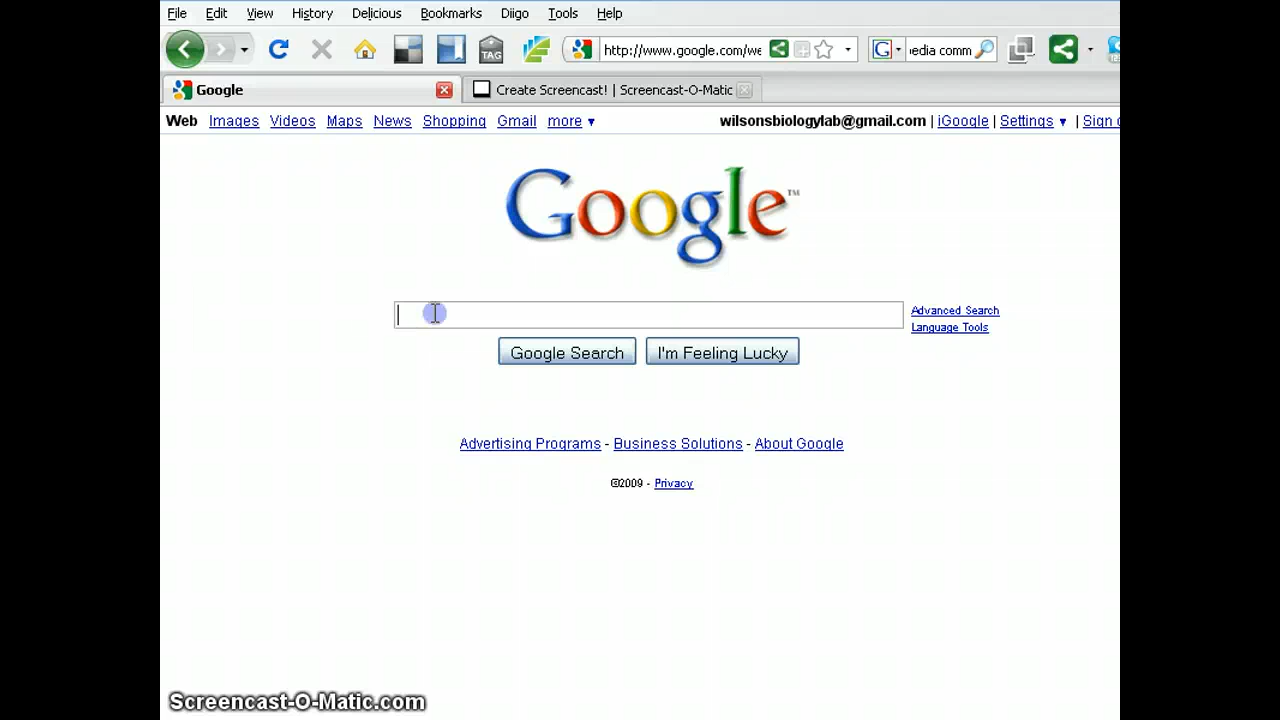 File Edit View History Delicious Bookmarks Diigo Tools Help
TAG http://www.google.com/we G edia comm
Google Create Screencast! | Screencast-O-Matic
Web Images Videos Maps News Shopping Gmail more ▼ wilsonsbiologylab@gmail.com | iGoogle | Settings ▼ | Sign
Google™
Advanced Search
Language Tools
Google Search I'm Feeling Lucky
Advertising Programs - Business Solutions - About Google
©2009 - Privacy
Screencast-O-Matic.com